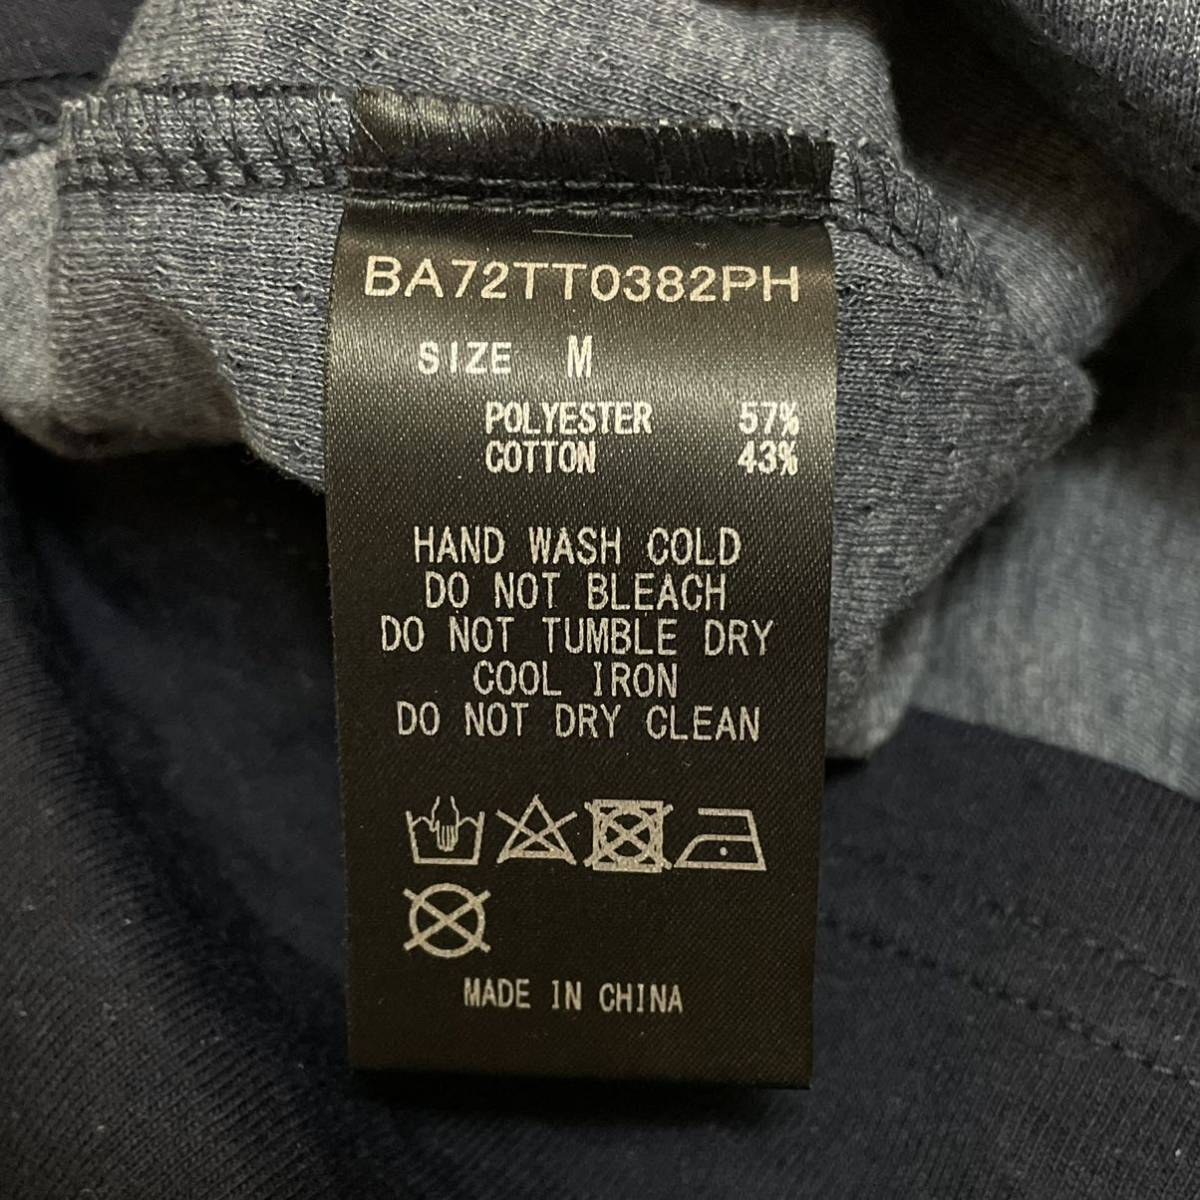 BA72TT0382PH
SIZE M
POLYESTER 57%
COTTON 43%
HAND WASH COLD
DO NOT BLEACH
DO NOT TUMBLE DRY
COOL IRON
DO NOT DRY CLEAN
MADE IN CHINA